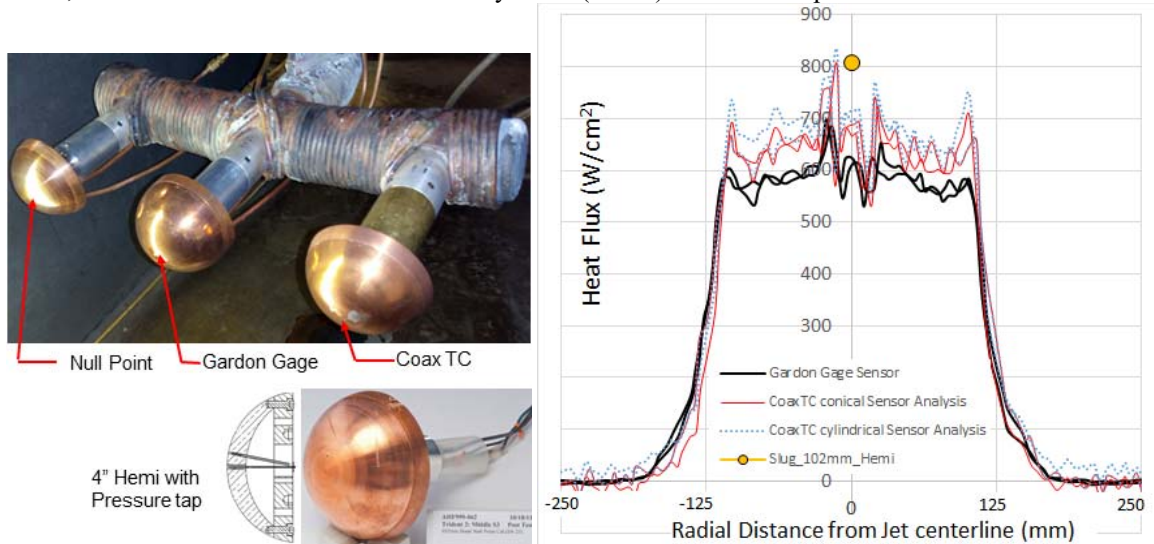 Null Point
Gardon Gage
Coax TC
4" Hemi with
Pressure tap
Heat Flux (W/cm²)
900
800
700
600
500
400
300
0
Gardon Gage Sensor
CoaxTC conical Sensor Analysis
CoaxTC cylindrical Sensor Analysis
Slug_102mm_Hemi
-250
-125
0
125
250
Radial Distance from Jet centerline (mm)